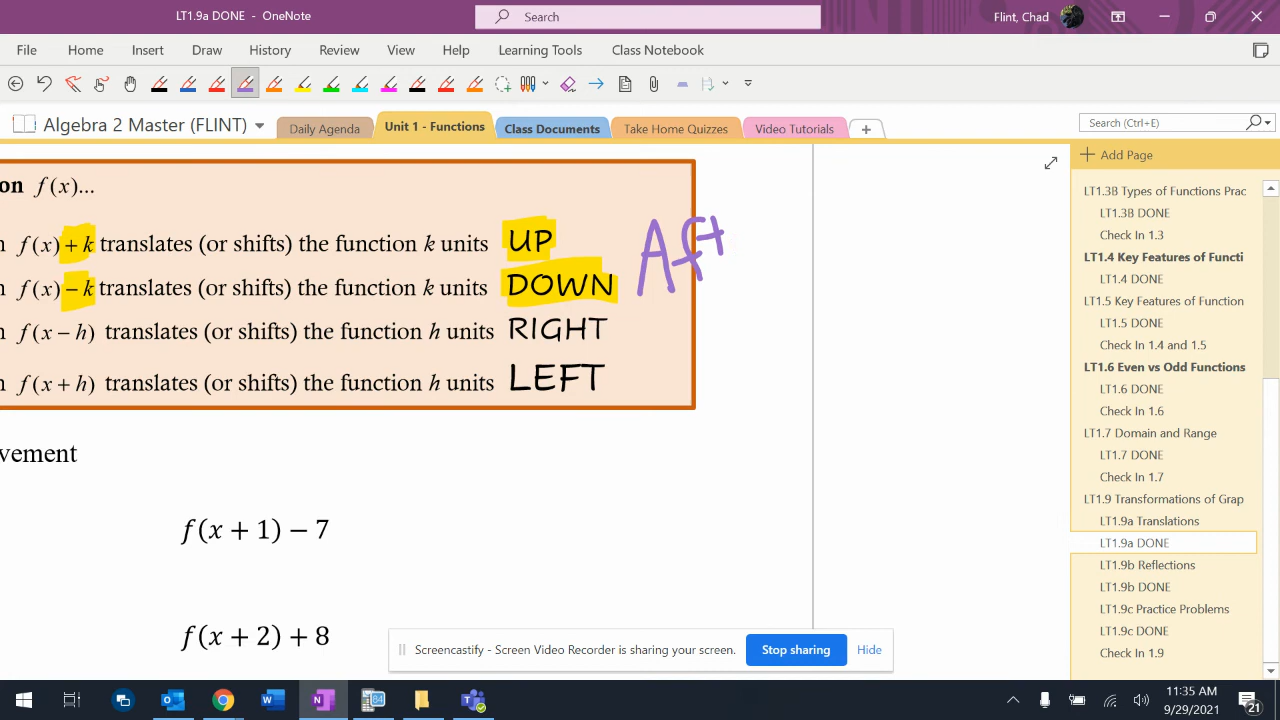 LT1.9a DONE - OneNote
Search
Flint, Chad
File Home Insert Draw History Review View Help Learning Tools Class Notebook
Algebra 2 Master (FLINT)
Daily Agenda
Unit 1 - Functions
Class Documents
Take Home Quizzes
Video Tutorials
Search (Ctrl+E)
Add Page
on f(x)...
n f(x) + k translates (or shifts) the function k units UP
n f(x) − k translates (or shifts) the function k units DOWN
n f(x − h) translates (or shifts) the function h units RIGHT
n f(x + h) translates (or shifts) the function h units LEFT
Aft
vement
f(x + 1) − 7
f(x + 2) + 8
LT1.3B Types of Functions Prac
LT1.3B DONE
Check In 1.3
LT1.4 Key Features of Functi
LT1.4 DONE
LT1.5 Key Features of Function
LT1.5 DONE
Check In 1.4 and 1.5
LT1.6 Even vs Odd Functions
LT1.6 DONE
Check In 1.6
LT1.7 Domain and Range
LT1.7 DONE
Check In 1.7
LT1.9 Transformations of Grap
LT1.9a Translations
LT1.9a DONE
LT1.9b Reflections
LT1.9b DONE
LT1.9c Practice Problems
LT1.9c DONE
Check In 1.9
Screencastify - Screen Video Recorder is sharing your screen.
Stop sharing
Hide
11:35 AM
9/29/2021
21